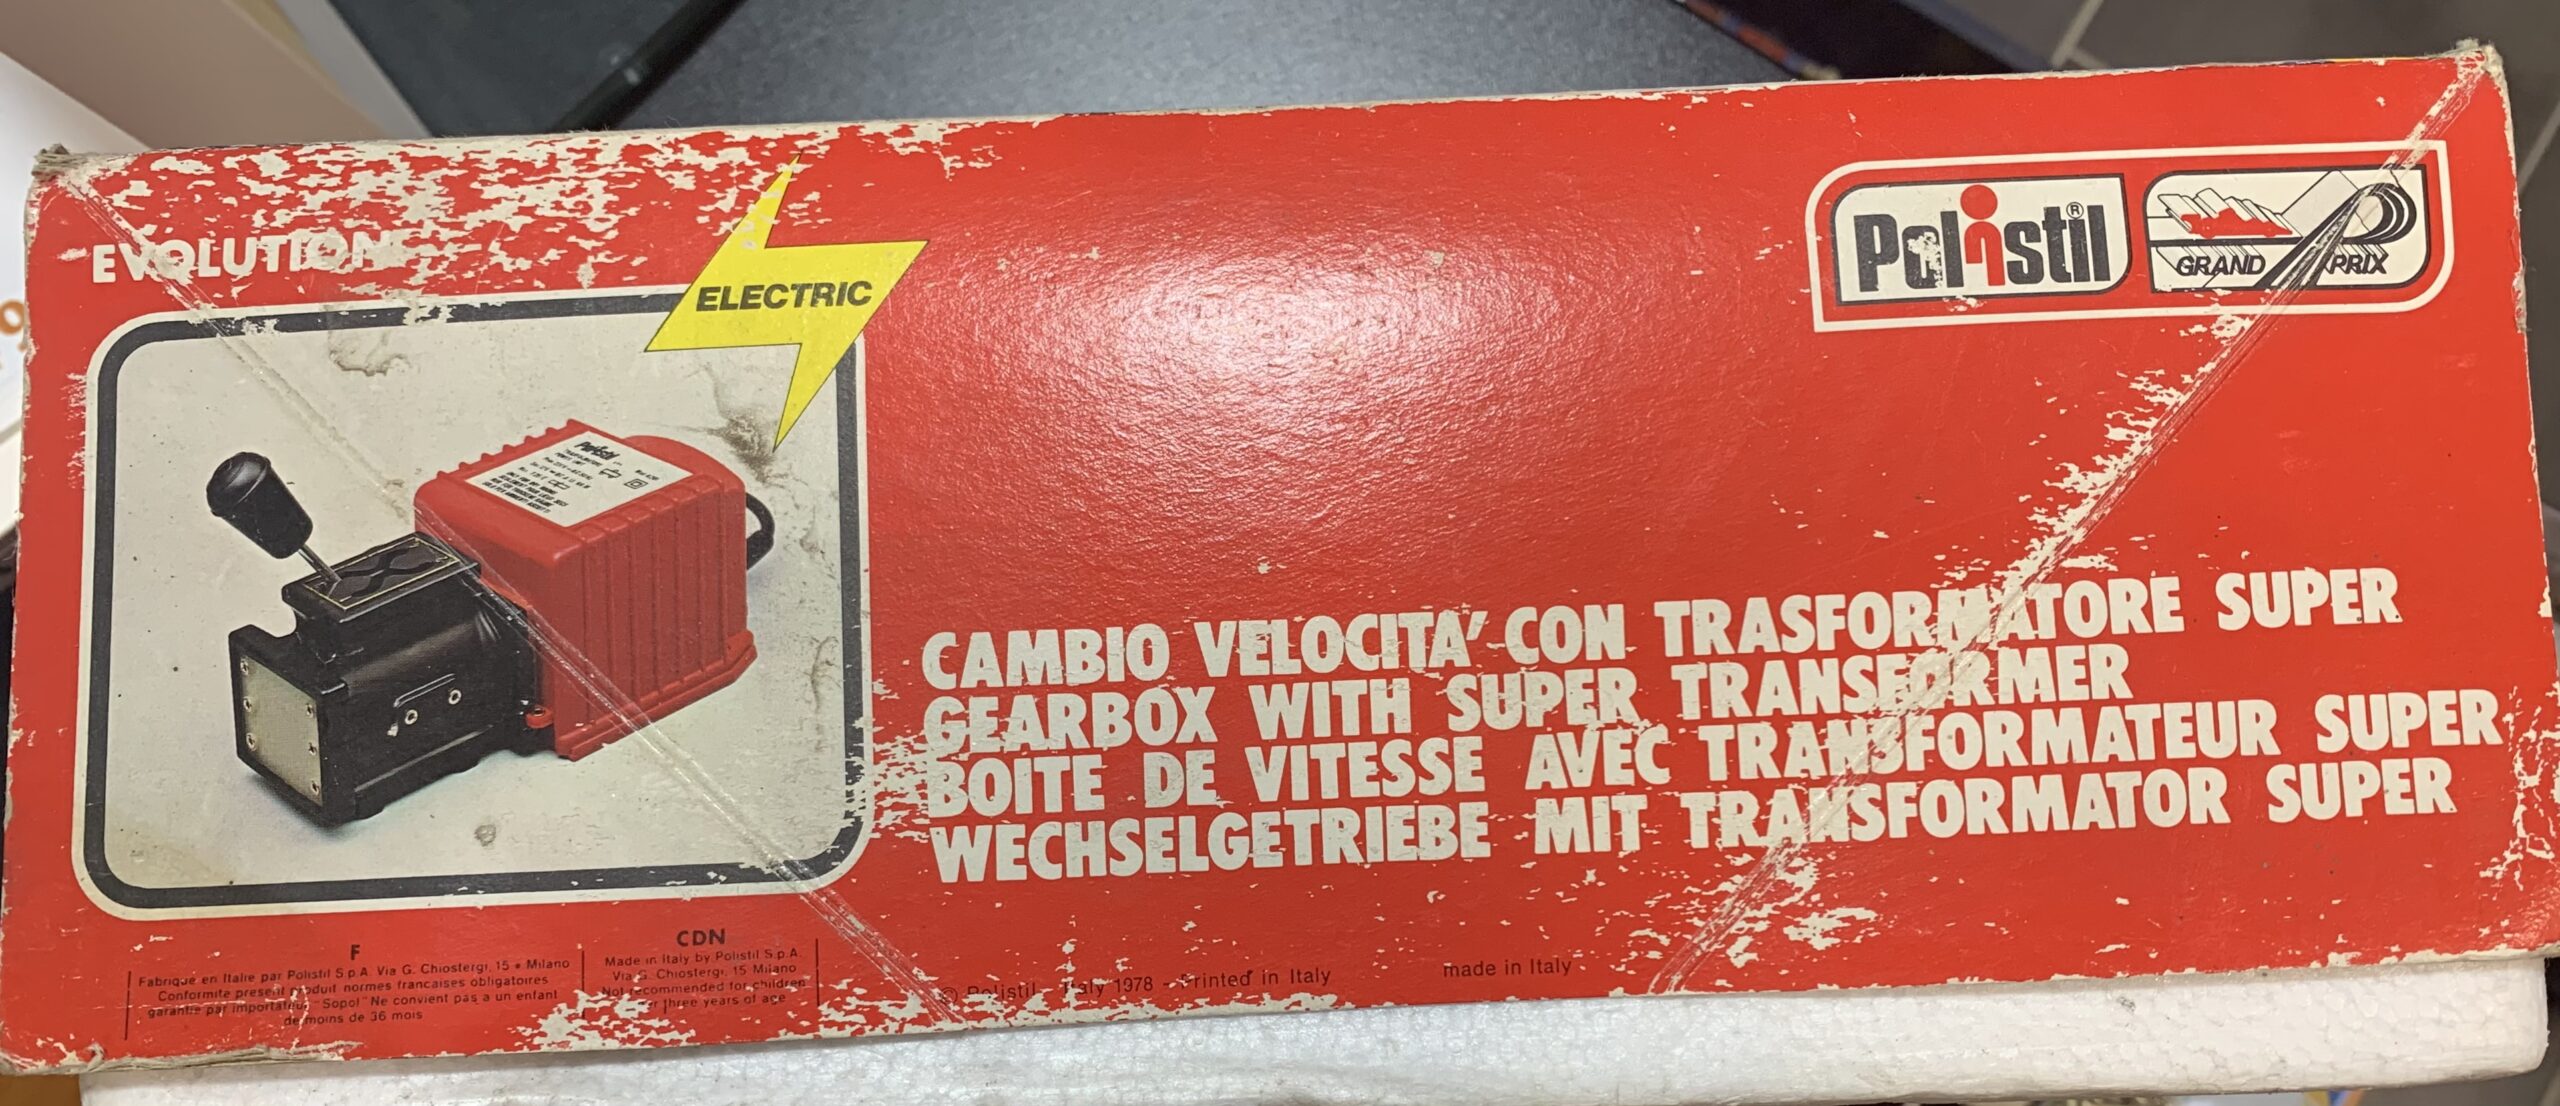 EVOLUTION
ELECTRIC
Polistil®
GRAND PRIX
Polistil
CAMBIO VELOCITA' CON TRASFORMATORE SUPER
GEARBOX WITH SUPER TRANSFORMER
BOITE DE VITESSE AVEC TRANSFORMATEUR SUPER
WECHSELGETRIEBE MIT TRANSFORMATOR SUPER
F
Fabrique en Italie par Polistil S.p.A. Via G. Chiostergi, 15 • Milano
Conformite present produit normes francaises obligatoires
garantie par importateur "Sopol" Ne convient pas a un enfant
de moins de 36 mois
CDN
Made in Italy by Polistil S.p.A.
Via G. Chiostergi, 15 Milano
Not recommended for children
three years of age
© Polistil - Italy 1978 - Printed in Italy
made in Italy